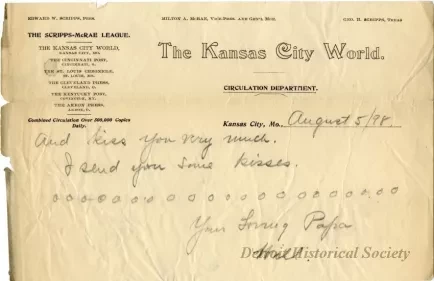 EDWARD W. SCRIPPS, PRES. MILTON A. McRAE, VICE-PRES. AND GEN'L MGR. GEO. H. SCRIPPS, TREAS.
THE SCRIPPS-McRAE LEAGUE.
THE KANSAS CITY WORLD,
KANSAS CITY, MO.
THE CINCINNATI POST,
CINCINNATI, O.
THE ST. LOUIS CHRONICLE,
ST. LOUIS, MO.
THE CLEVELAND PRESS,
CLEVELAND, O.
THE KENTUCKY POST,
COVINGTON, KY.
THE AKRON PRESS,
AKRON, O.
Combined Circulation Over 300,000 Copies
Daily.
The Kansas City World.
CIRCULATION DEPARTMENT.
Kansas City, Mo., August 5/98
And kiss you very much.
I send you some kisses.
o o o o o o o o o o o o o o o o o o o o
Your loving Papa
Detroit Historical Society